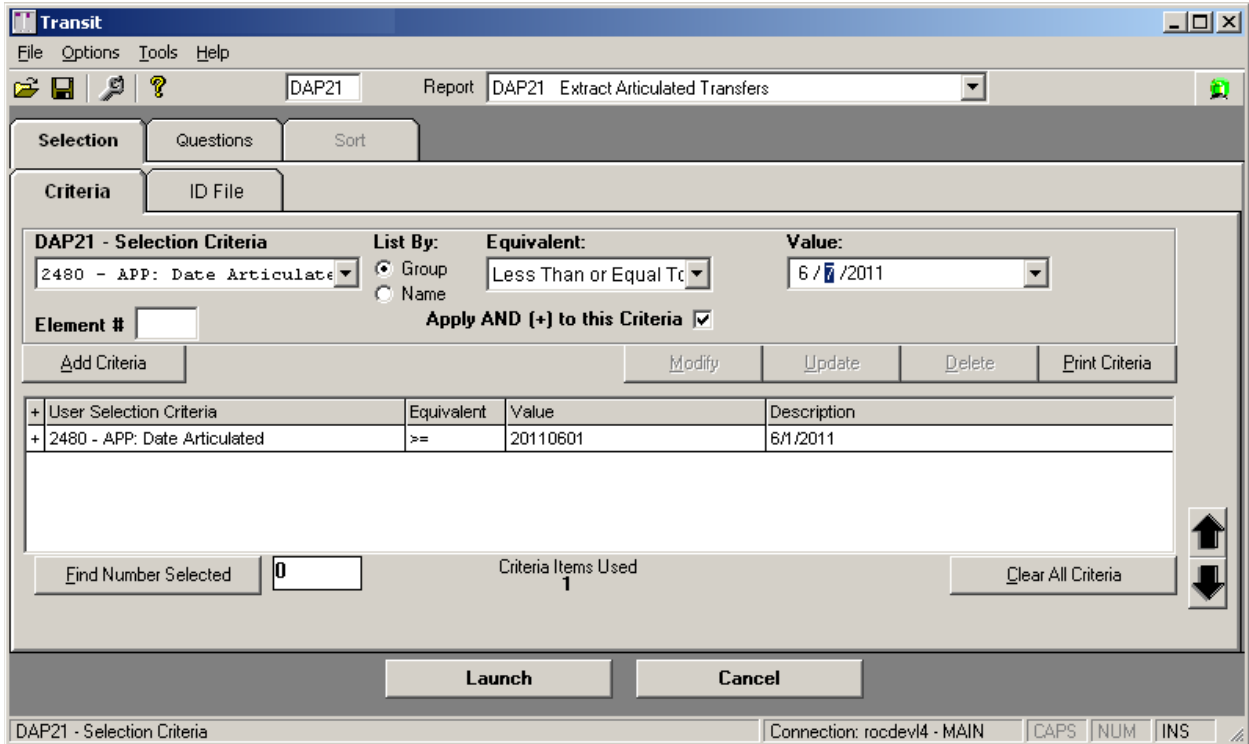 Transit
File Options Tools Help
DAP21 Report DAP21 Extract Articulated Transfers
Selection Questions Sort
Criteria ID File
DAP21 - Selection Criteria List By: Equivalent: Value:
2480 - APP: Date Articulate Group Less Than or Equal To 6 / 7 /2011
Name
Element # Apply AND (+) to this Criteria
Add Criteria Modify Update Delete Print Criteria
+ User Selection Criteria Equivalent Value Description
+ 2480 - APP: Date Articulated >= 20110601 6/1/2011
Find Number Selected 0 Criteria Items Used Clear All Criteria
1
Launch Cancel
DAP21 - Selection Criteria Connection: rocdevl4 - MAIN CAPS NUM INS